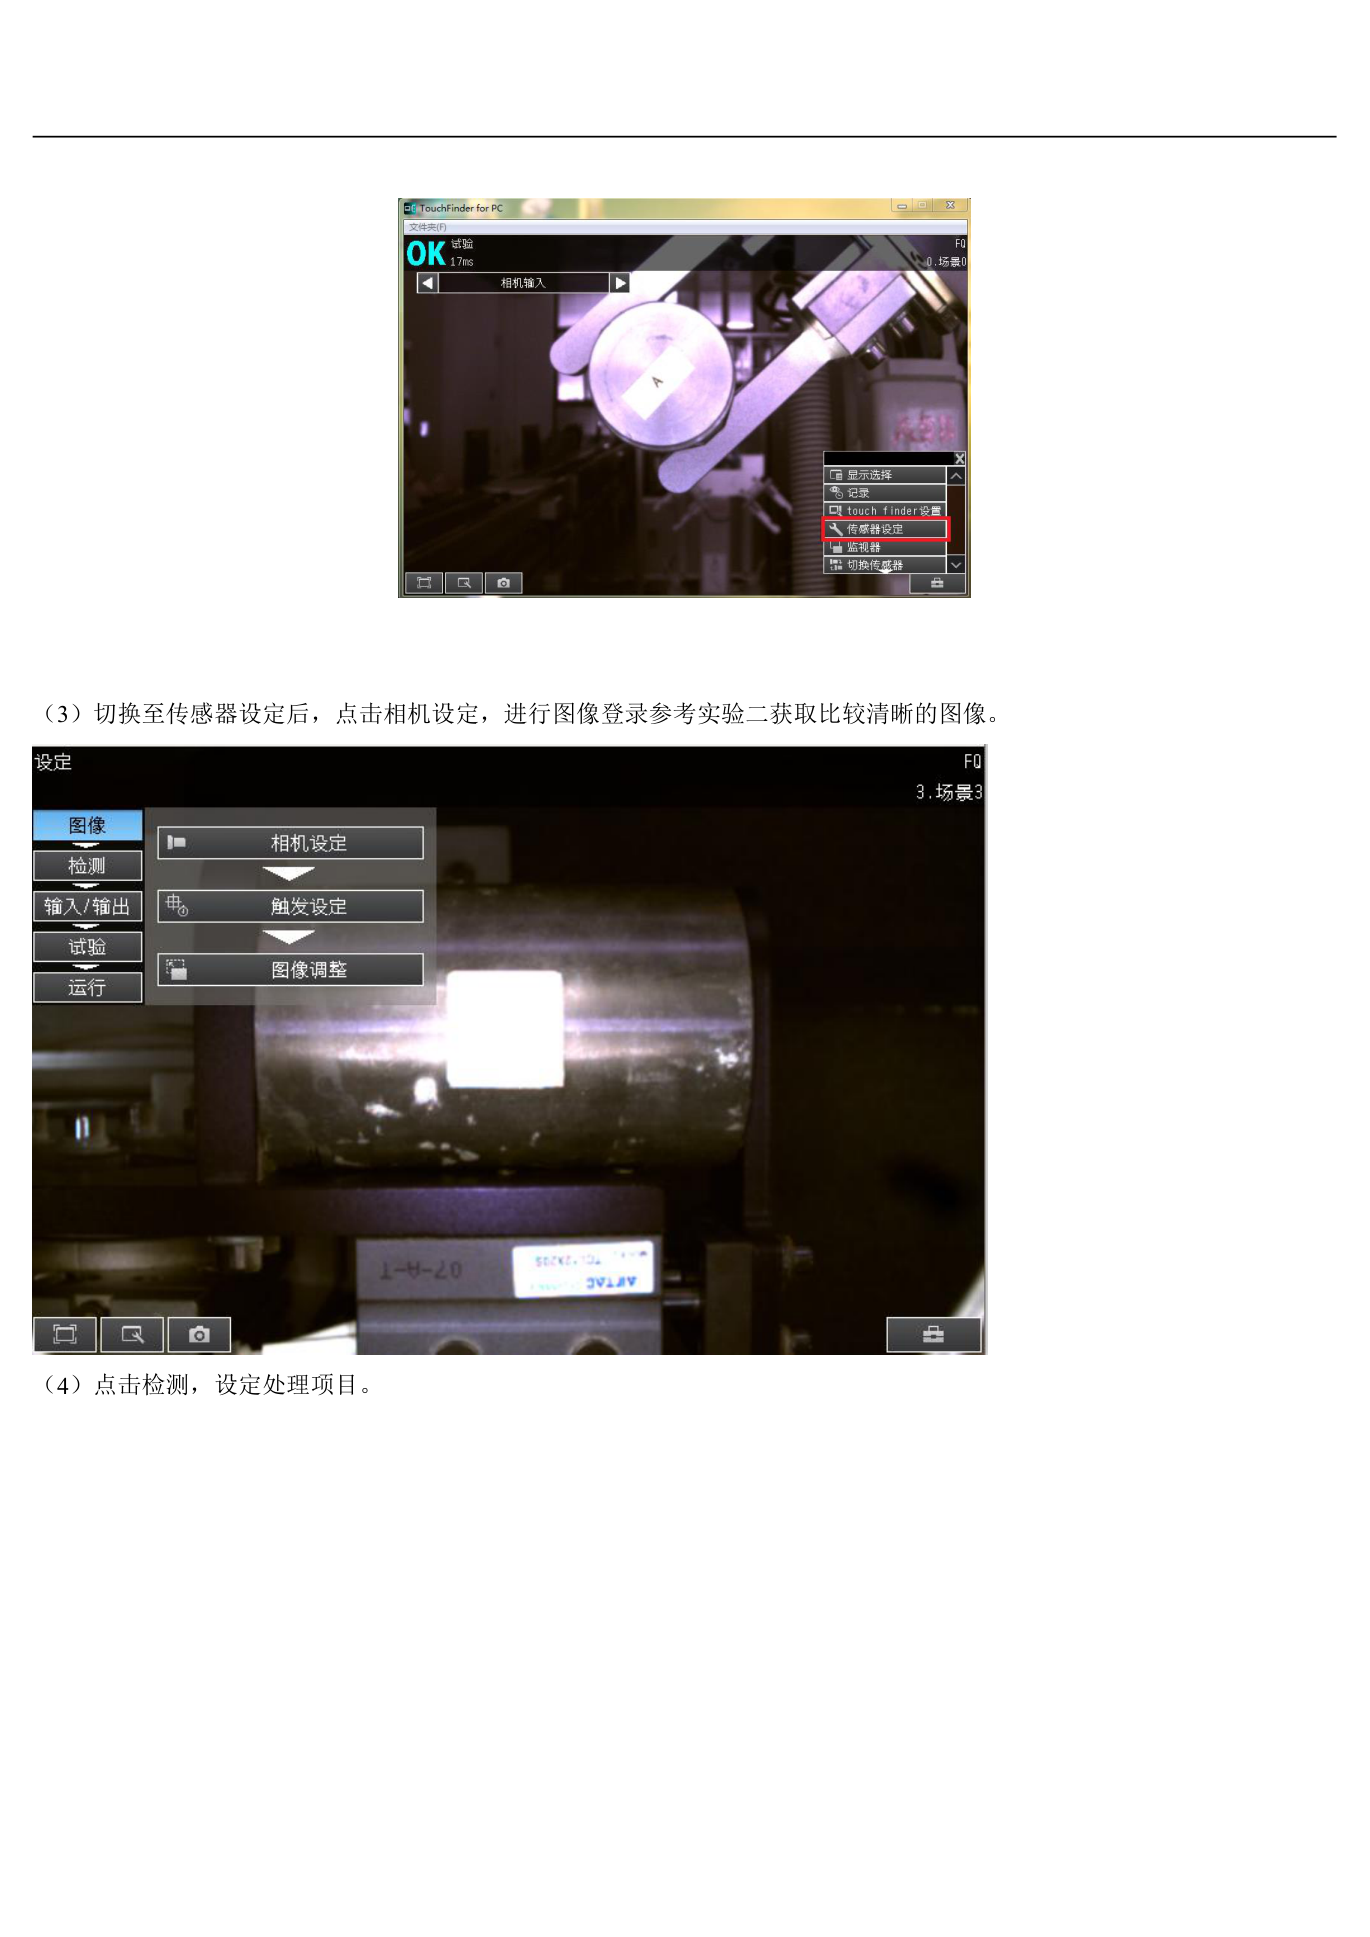 TouchFinder for PC
文件夹(F)
OK 试验 FQ
17ms 0.场景0
相机输入
A
显示选择
记录
touch finder设置
传感器设定
监视器
切换传感器
（3）切换至传感器设定后，点击相机设定，进行图像登录参考实验二获取比较清晰的图像。
设定 FQ
3.场景3
图像
检测
输入/输出
试验
运行
相机设定
触发设定
图像调整
T-A-20
AirTAC
（4）点击检测，设定处理项目。